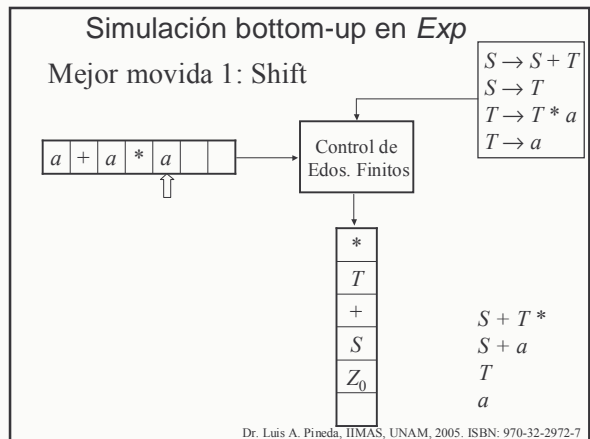 Simulación bottom-up en Exp
Mejor movida 1: Shift
S → S + T
S → T
T → T * a
T → a
a + a * a
Control de
Edos. Finitos
*
T
+
S
Z₀
S + T *
S + a
T
a
Dr. Luis A. Pineda, IIMAS, UNAM, 2005. ISBN: 970-32-2972-7